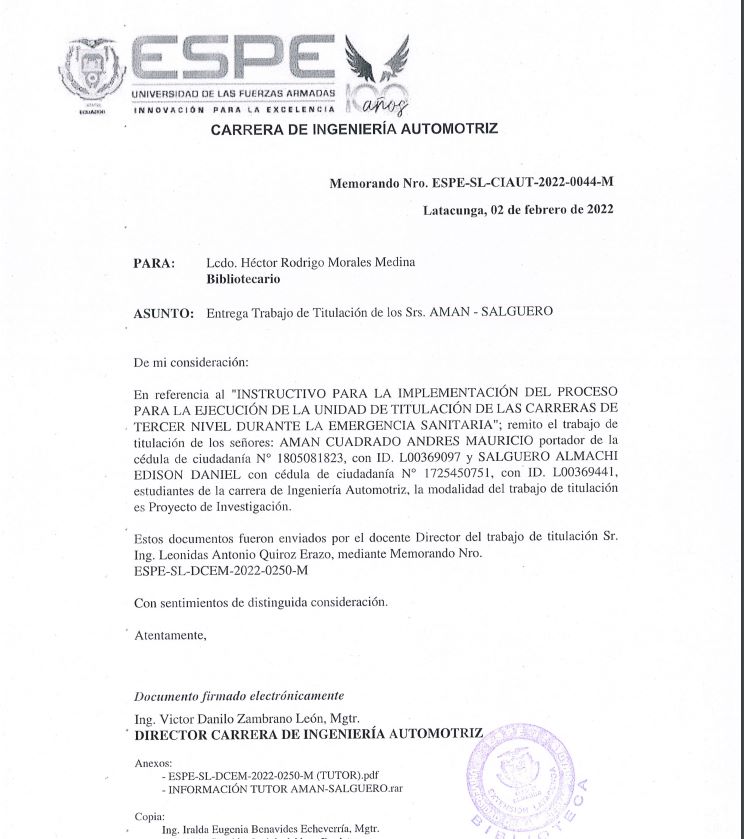 ESPE
UNIVERSIDAD DE LAS FUERZAS ARMADAS
INNOVACIÓN PARA LA EXCELENCIA
ECUADOR
100 años
CARRERA DE INGENIERÍA AUTOMOTRIZ
Memorando Nro. ESPE-SL-CIAUT-2022-0044-M
Latacunga, 02 de febrero de 2022
PARA: Lcdo. Héctor Rodrigo Morales Medina
Bibliotecario
ASUNTO: Entrega Trabajo de Titulación de los Srs. AMAN - SALGUERO
De mi consideración:
En referencia al "INSTRUCTIVO PARA LA IMPLEMENTACIÓN DEL PROCESO
PARA LA EJECUCIÓN DE LA UNIDAD DE TITULACIÓN DE LAS CARRERAS DE
TERCER NIVEL DURANTE LA EMERGENCIA SANITARIA"; remito el trabajo de
titulación de los señores: AMAN CUADRADO ANDRES MAURICIO portador de la
cédula de ciudadanía N° 1805081823, con ID. L00369097 y SALGUERO ALMACHI
EDISON DANIEL con cédula de ciudadanía N° 1725450751, con ID. L00369441,
estudiantes de la carrera de Ingeniería Automotriz, la modalidad del trabajo de titulación
es Proyecto de Investigación.
Estos documentos fueron enviados por el docente Director del trabajo de titulación Sr.
Ing. Leonidas Antonio Quiroz Erazo, mediante Memorando Nro.
ESPE-SL-DCEM-2022-0250-M
Con sentimientos de distinguida consideración.
Atentamente,
Documento firmado electrónicamente
Ing. Victor Danilo Zambrano León, Mgtr.
DIRECTOR CARRERA DE INGENIERÍA AUTOMOTRIZ
Anexos:
- ESPE-SL-DCEM-2022-0250-M (TUTOR).pdf
- INFORMACIÓN TUTOR AMAN-SALGUERO.rar
BIBLIOTECA
Copia:
Ing. Iralda Eugenia Benavides Echeverría, Mgtr.